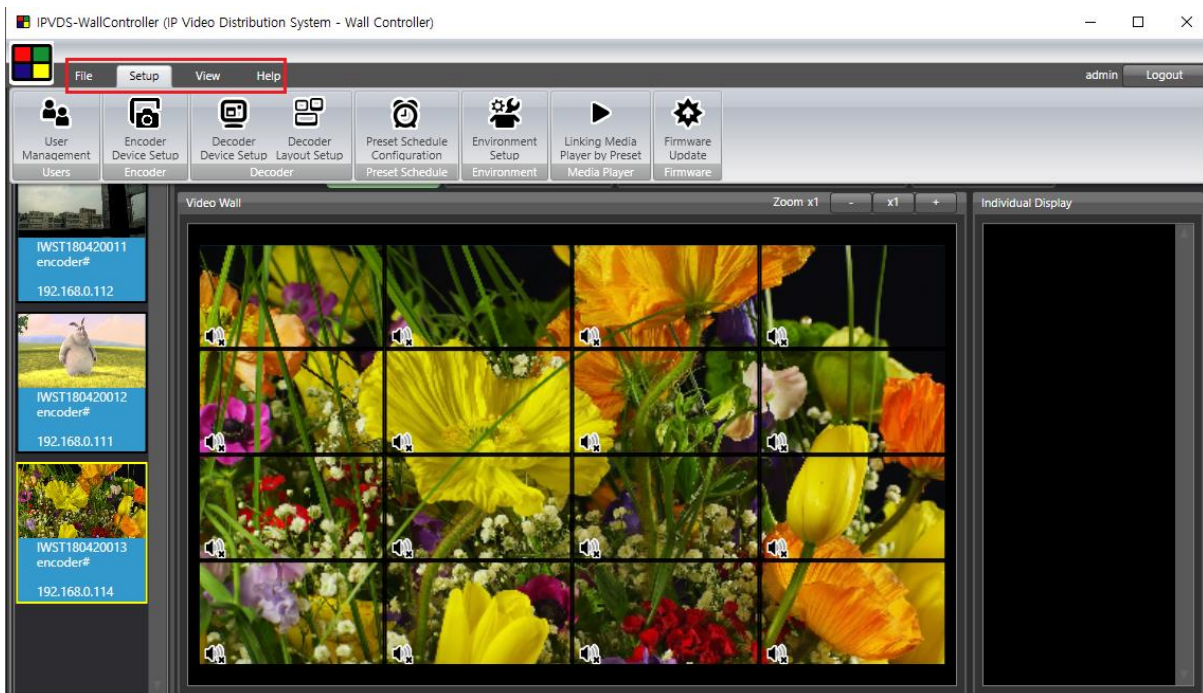 IPVDS-WallController (IP Video Distribution System - Wall Controller)
File Setup View Help
admin Logout
User Management
Encoder Device Setup
Decoder Device Setup
Decoder Layout Setup
Preset Schedule Configuration
Environment Setup
Linking Media Player by Preset
Firmware Update
Users Encoder Decoder Preset Schedule Environment Media Player Firmware
Video Wall
Zoom x1 - x1 +
Individual Display
IWST180420011
encoder#
192.168.0.112
IWST180420012
encoder#
192.168.0.111
IWST180420013
encoder#
192.168.0.114